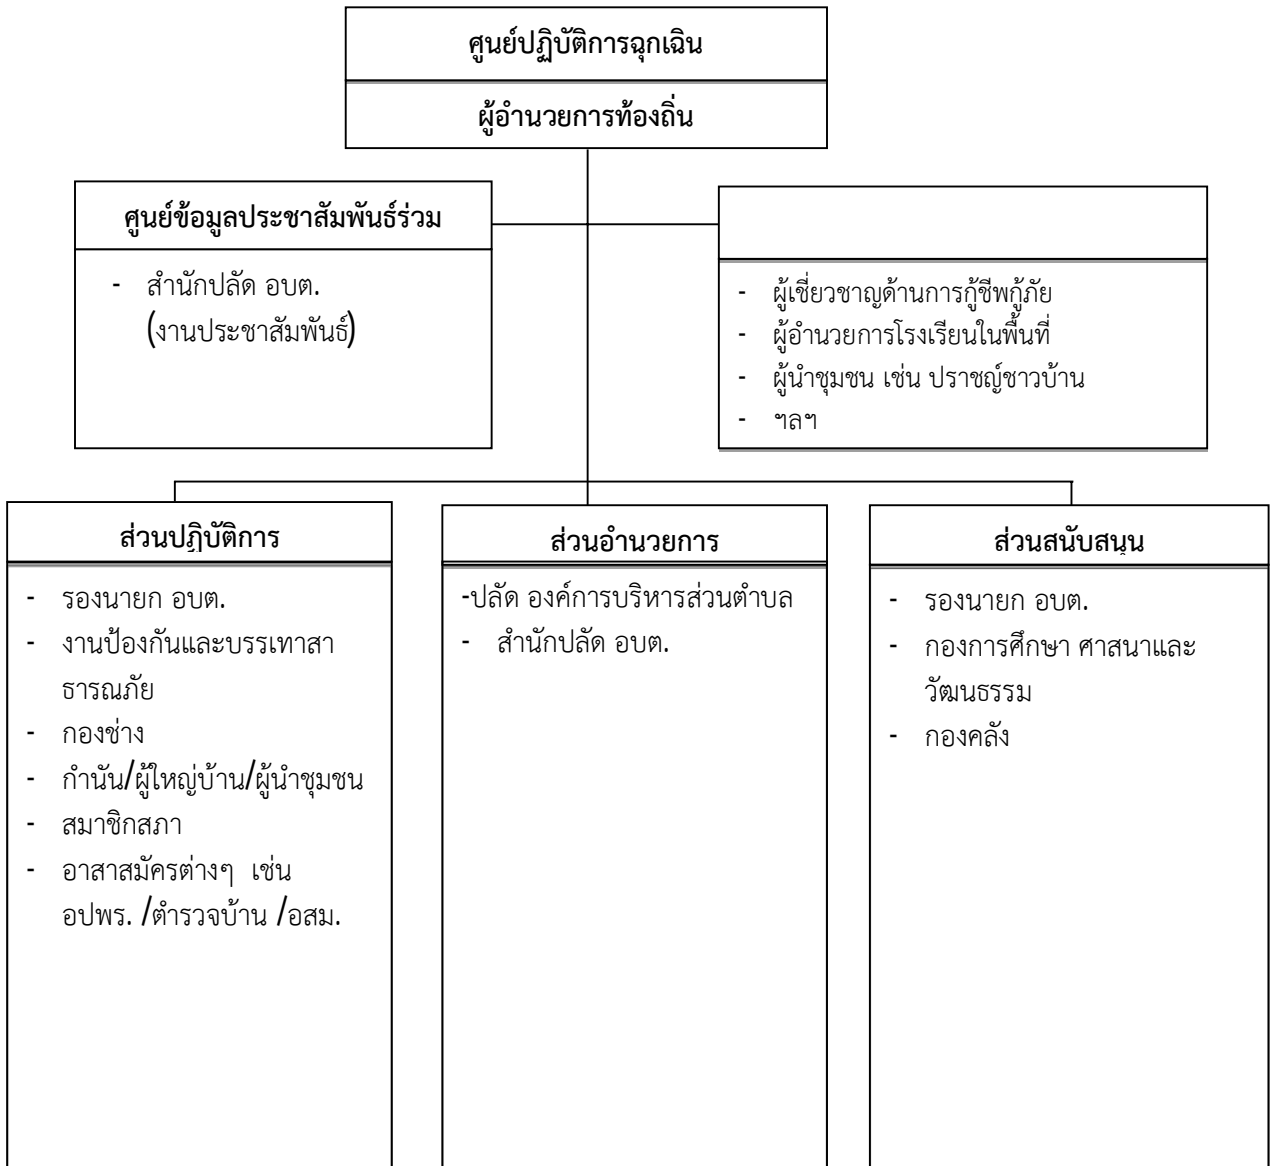 ศูนย์ปฏิบัติการฉุกเฉิน
ผู้อำนวยการท้องถิ่น
ศูนย์ข้อมูลประชาสัมพันธ์ร่วม
- สำนักปลัด อบต.
(งานประชาสัมพันธ์)
- ผู้เชี่ยวชาญด้านการกู้ชีพกู้ภัย
- ผู้อำนวยการโรงเรียนในพื้นที่
- ผู้นำชุมชน เช่น ปราชญ์ชาวบ้าน
- ฯลฯ
ส่วนปฏิบัติการ
- รองนายก อบต.
- งานป้องกันและบรรเทาสา
ธารณภัย
- กองช่าง
- กำนัน/ผู้ใหญ่บ้าน/ผู้นำชุมชน
- สมาชิกสภา
- อาสาสมัครต่างๆ เช่น
อปพร. /ตำรวจบ้าน /อสม.
ส่วนอำนวยการ
-ปลัด องค์การบริหารส่วนตำบล
- สำนักปลัด อบต.
ส่วนสนับสนุน
- รองนายก อบต.
- กองการศึกษา ศาสนาและ
วัฒนธรรม
- กองคลัง